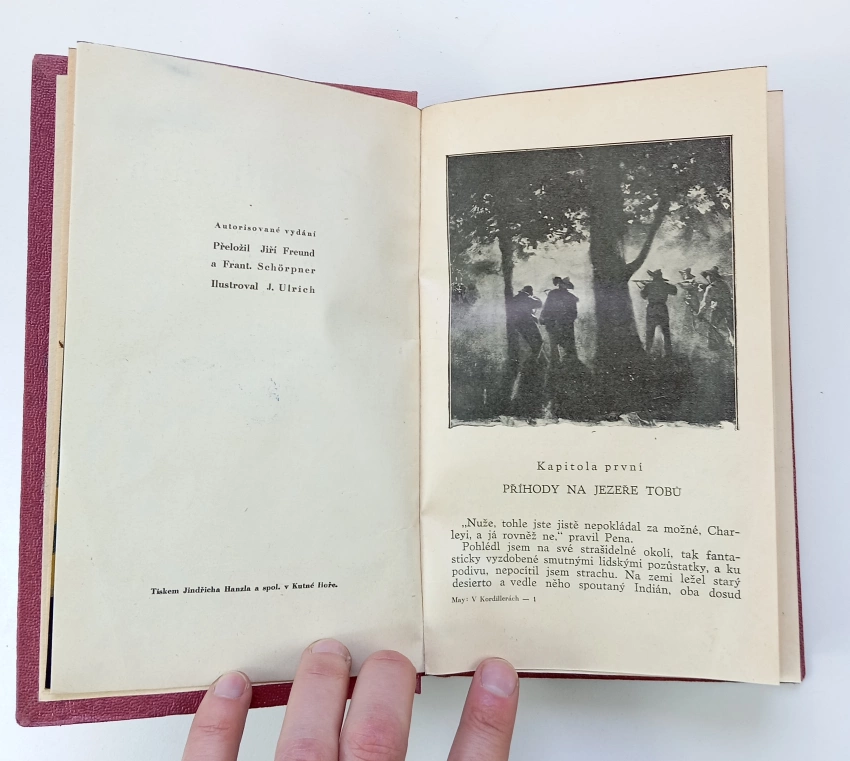 Autorisované vydání
Přeložil Jiří Freund
a Frant. Schörpner
Ilustroval J. Ulrich
Tiskem Jindřicha Hanzla a spol. v Kutné Hoře.
Kapitola první
PŘÍHODY NA JEZEŘE TOBŮ
„Nuže, tohle jste jistě nepokládal za možné, Char-
leyi, a já rovněž ne,“ pravil Pena.
Pohlédl jsem na své strašidelné okolí, tak fanta-
sticky vyzdobené smutnými lidskými pozůstatky, a ku
podivu, nepocítil jsem strachu. Na zemi ležel starý
desierto a vedle něho spoutaný Indián, oba dosud
May: V Kordillerách — 1